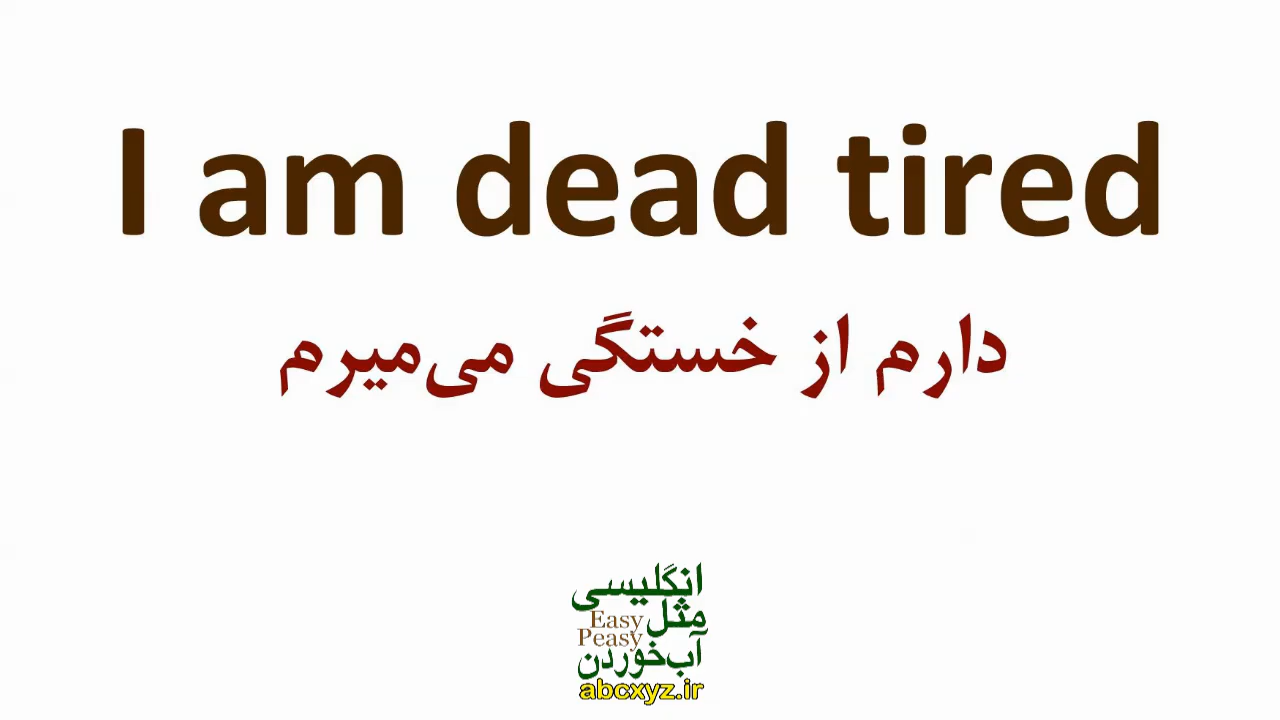 I am dead tired
دارم از خستگی می‌میرم
انگلیسی
مثل
Easy
Peasy
آب‌خوردن
abcxyz.ir